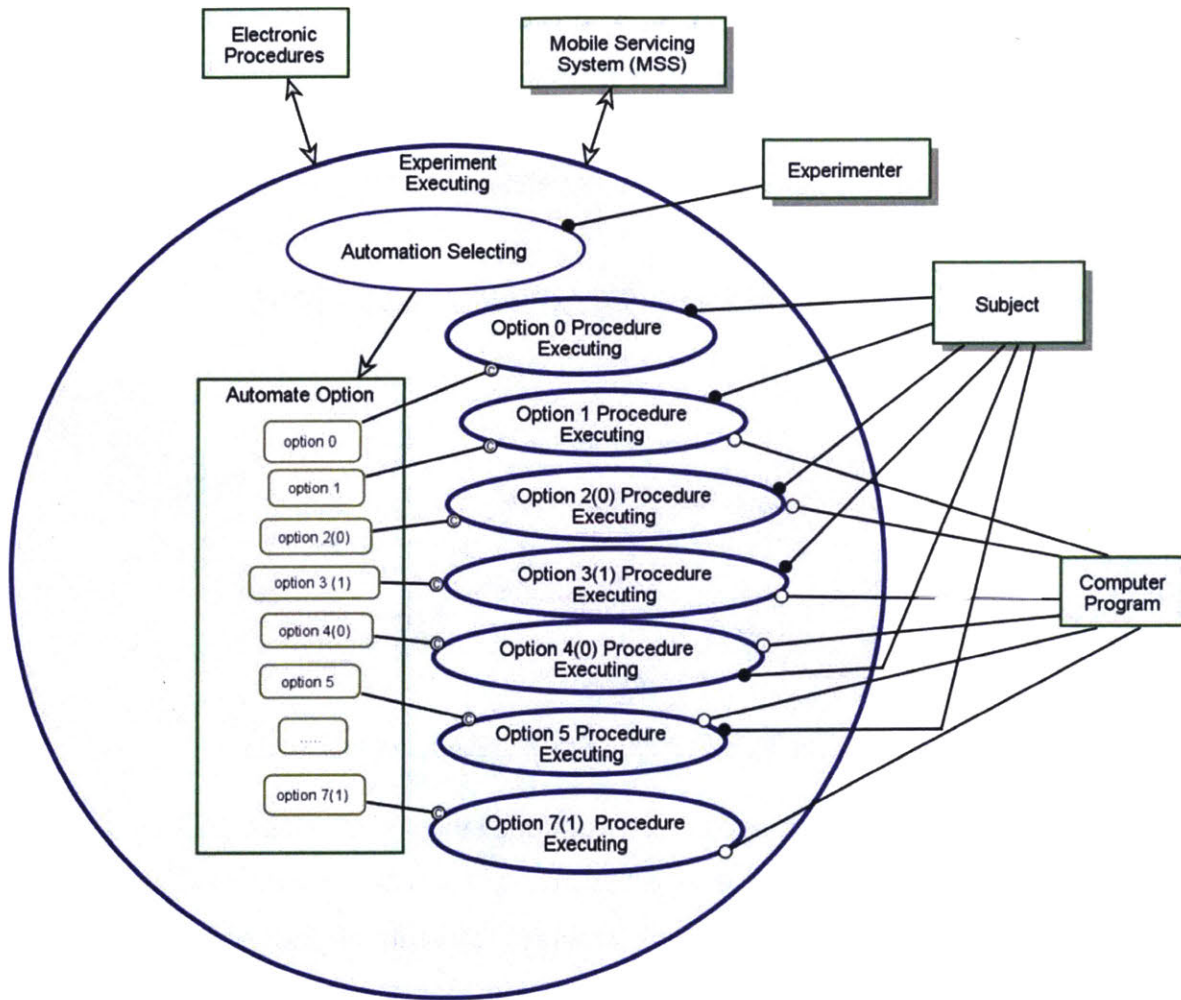 Electronic
Procedures
Mobile Servicing
System (MSS)
Experiment
Executing
Experimenter
Automation Selecting
Subject
Option 0 Procedure
Executing
Automate Option
option 0
Option 1 Procedure
Executing
option 1
Option 2(0) Procedure
Executing
option 2(0)
Option 3(1) Procedure
Executing
option 3 (1)
Computer
Program
option 4(0)
Option 4(0) Procedure
Executing
option 5
Option 5 Procedure
Executing
.....
option 7(1)
Option 7(1) Procedure
Executing
©
©
©
©
©
©
©